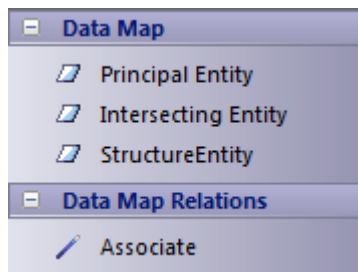 Data Map
Principal Entity
Intersecting Entity
StructureEntity
Data Map Relations
Associate